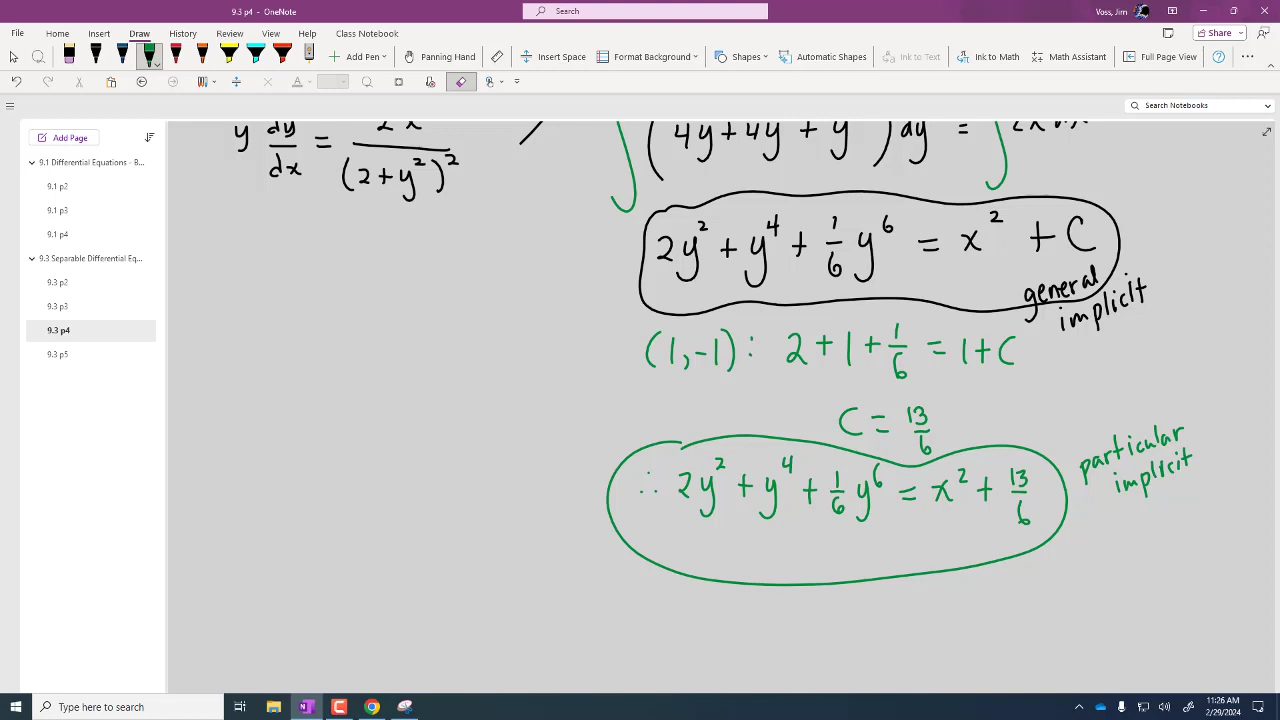 9.3 p4 - OneNote
Search
Voss, Jim
File Home Insert Draw History Review View Help Class Notebook
Share
Add Pen Panning Hand Insert Space Format Background Shapes Automatic Shapes Ink to Text Ink to Math Math Assistant Full Page View
Search Notebooks
Add Page
9.1 Differential Equations - B...
9.1 p2
9.1 p3
9.1 p4
9.3 Separable Differential Eq...
9.3 p2
9.3 p3
9.3 p4
9.3 p5
y dy/dx = 2x/(2+y²)²
∫(4y+4y + y )dy = ∫2x dx
2y² + y⁴ + 1/6 y⁶ = x² + C
general
implicit
(1,-1): 2+1+1/6 = 1+C
C = 13/6
∴ 2y² + y⁴ + 1/6 y⁶ = x² + 13/6
particular
implicit
Type here to search
11:26 AM
2/29/2024